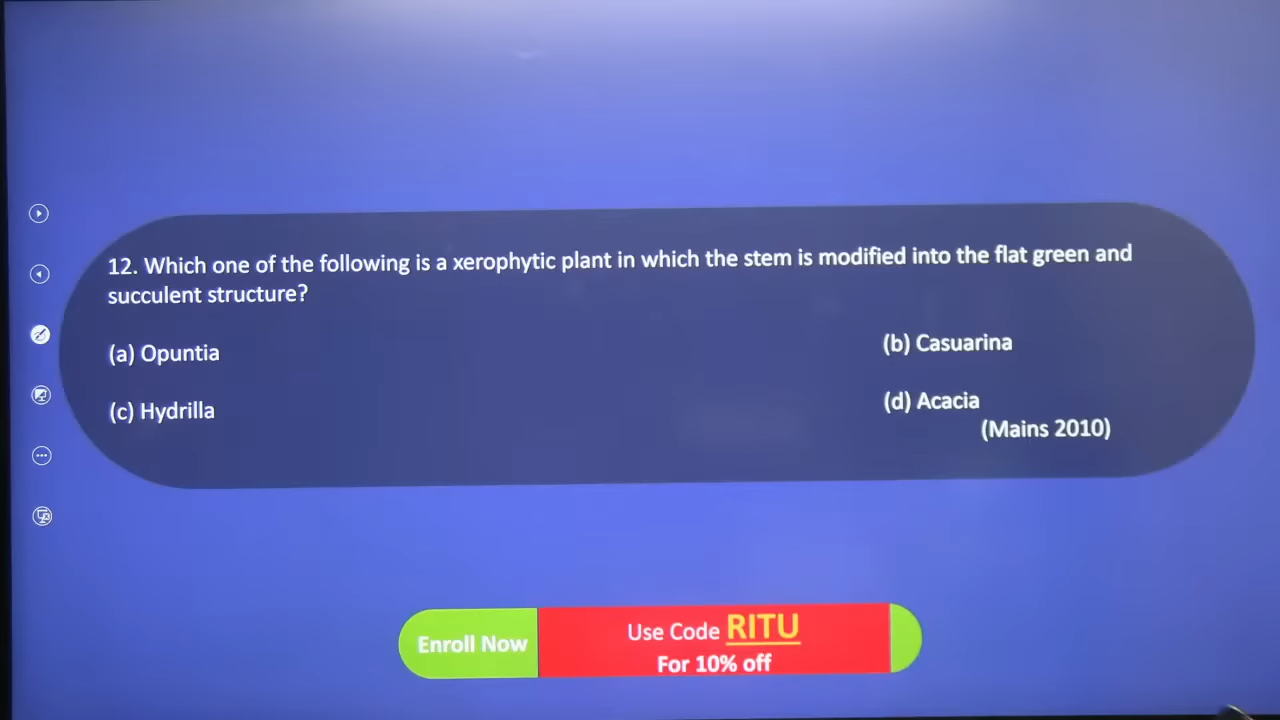 12. Which one of the following is a xerophytic plant in which the stem is modified into the flat green and
succulent structure?
(a) Opuntia
(b) Casuarina
(c) Hydrilla
(d) Acacia
(Mains 2010)
Enroll Now
Use Code RITU
For 10% off